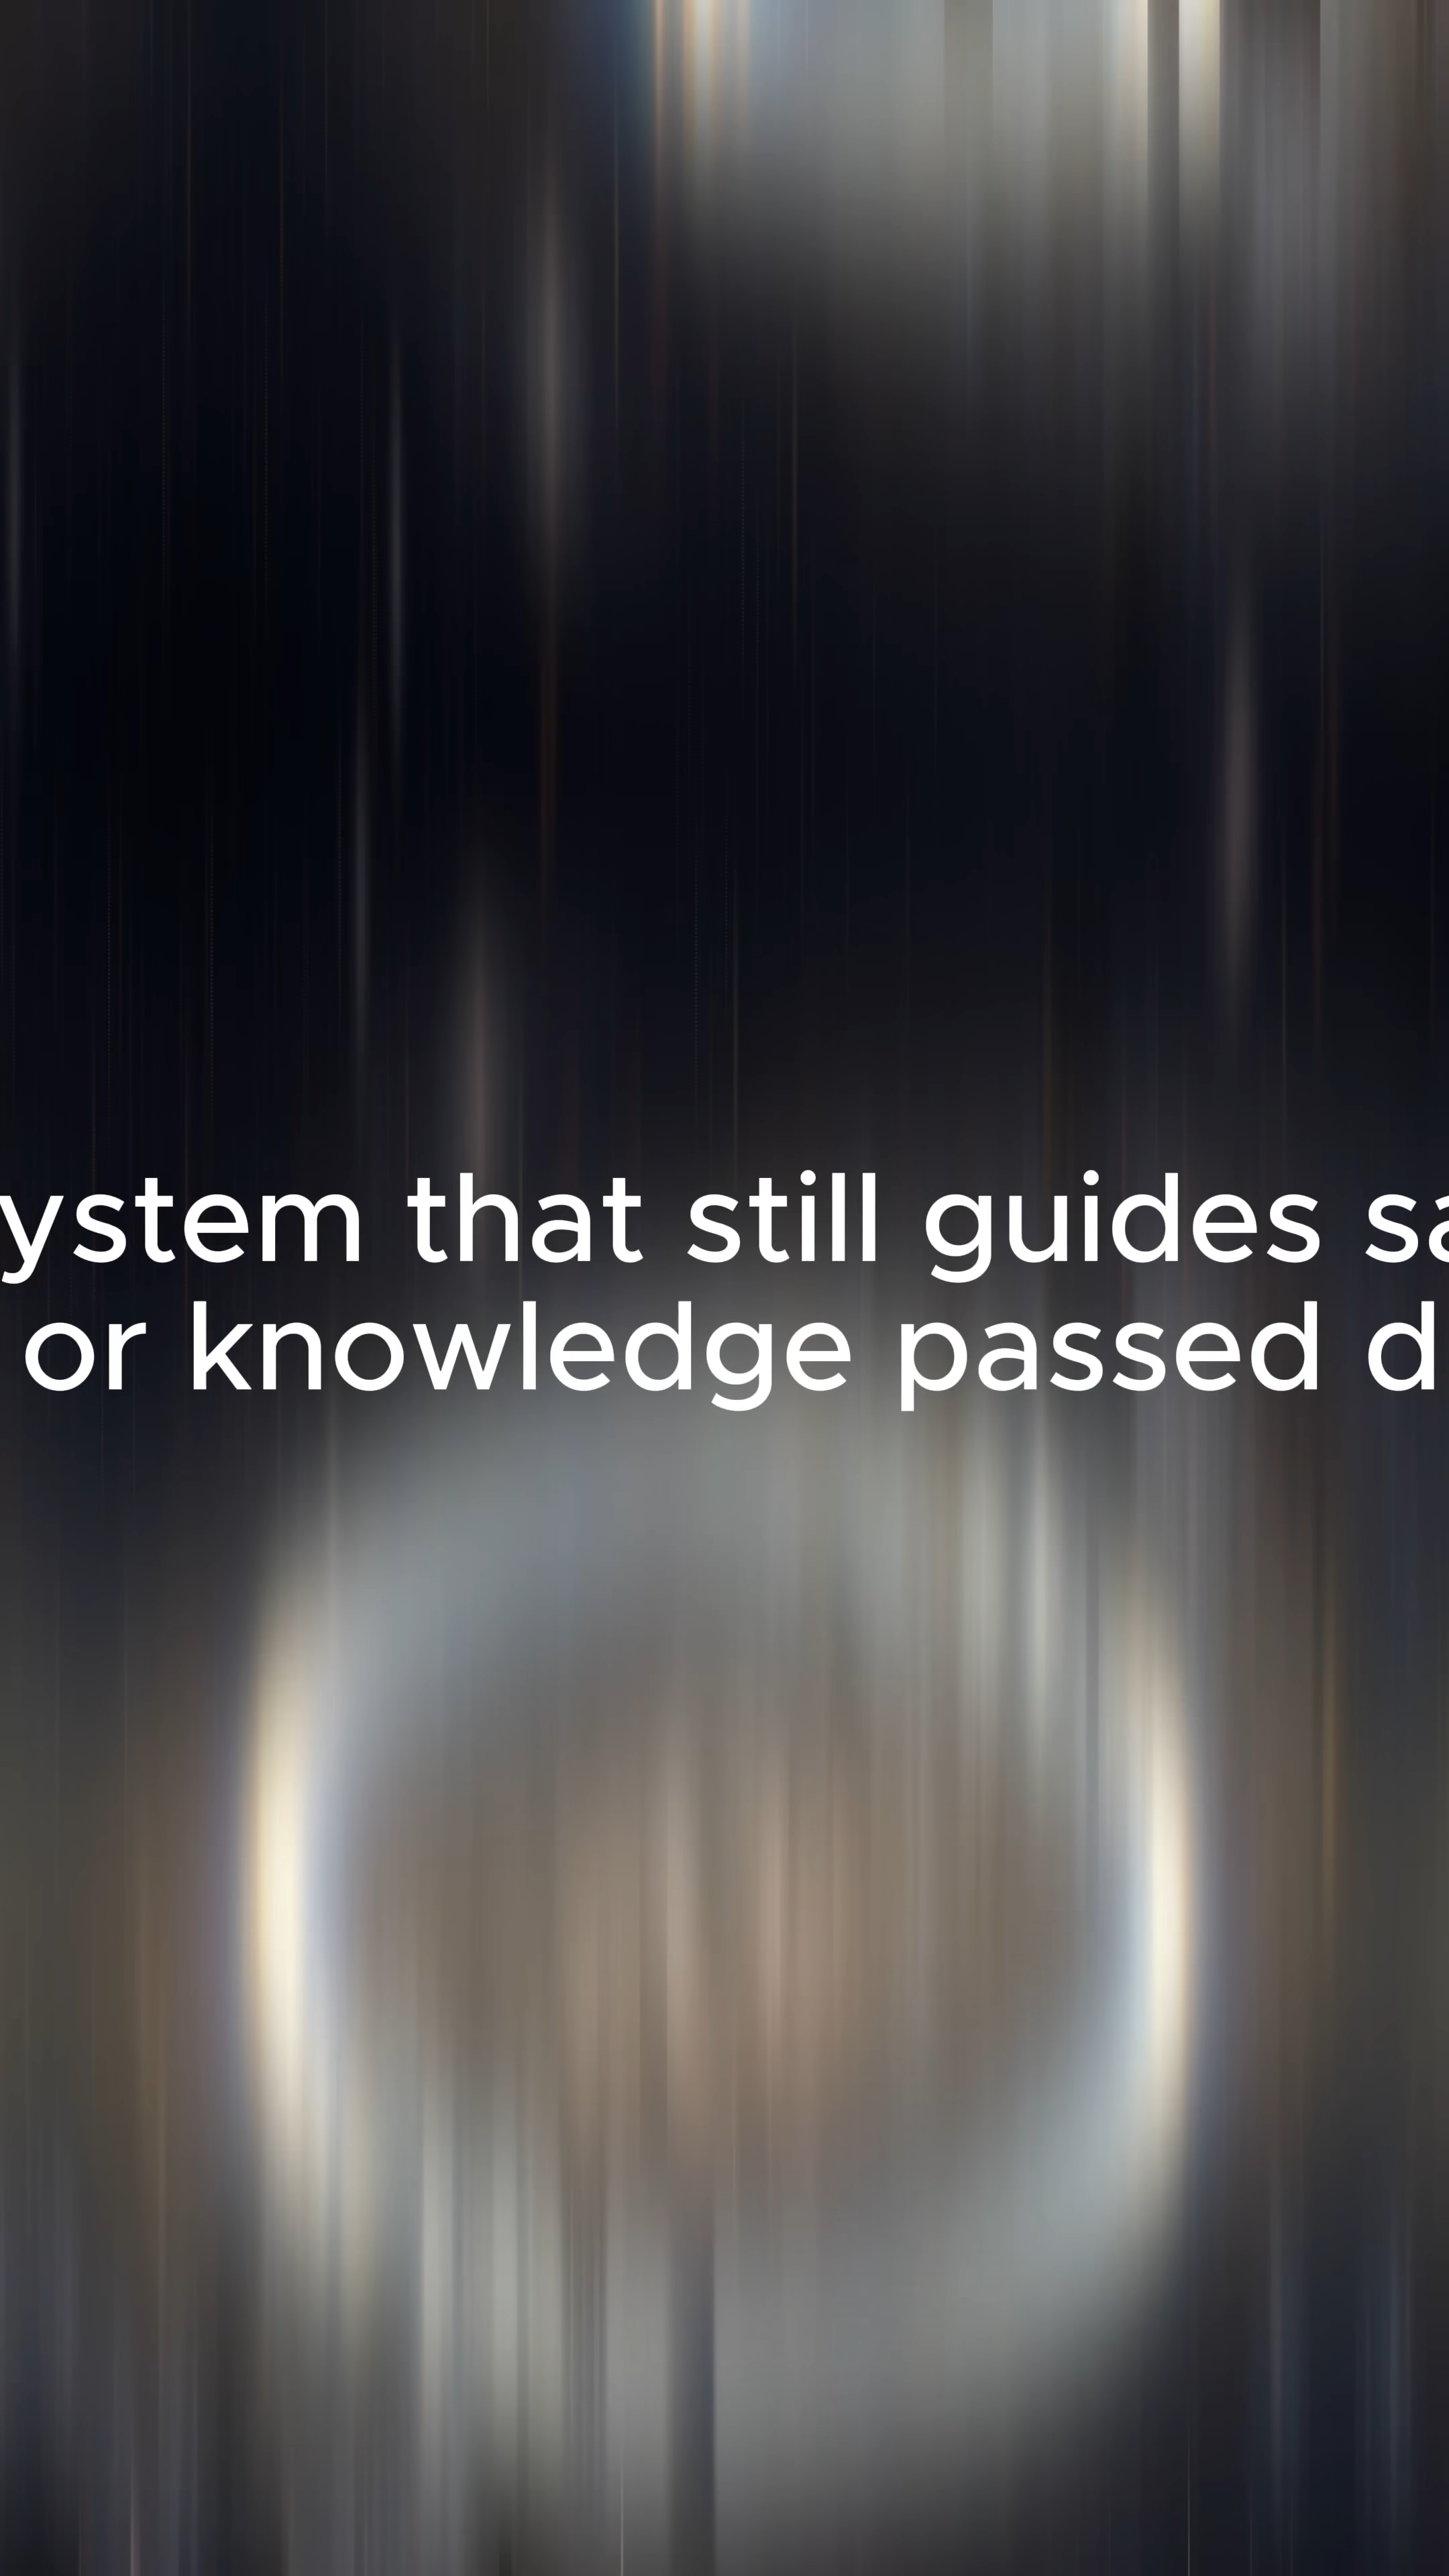 ystem that still guides sa
or knowledge passed d